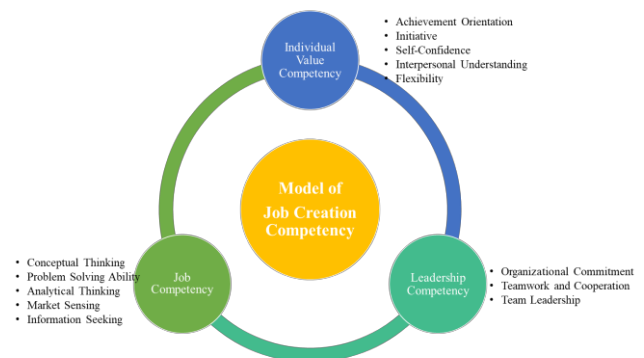 Individual
Value
Competency
• Achievement Orientation
• Initiative
• Self-Confidence
• Interpersonal Understanding
• Flexibility
Model of
Job Creation
Competency
• Conceptual Thinking
• Problem Solving Ability
• Analytical Thinking
• Market Sensing
• Information Seeking
Job
Competency
Leadership
Competency
• Organizational Commitment
• Teamwork and Cooperation
• Team Leadership